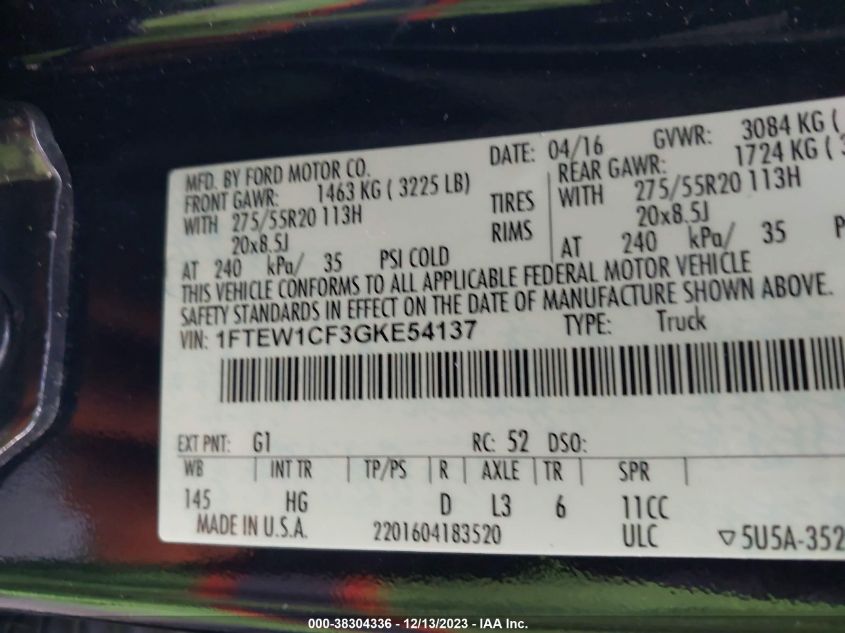 MFD. BY FORD MOTOR CO. DATE: 04/16 GVWR: 3084 KG (
FRONT GAWR: 1463 KG ( 3225 LB) REAR GAWR: 1724 KG (
WITH 275/55R20 113H TIRES WITH 275/55R20 113H
20x8.5J RIMS 20x8.5J
AT 240 kPa/ 35 PSI COLD AT 240 kPa/ 35 P
THIS VEHICLE CONFORMS TO ALL APPLICABLE FEDERAL MOTOR VEHICLE
SAFETY STANDARDS IN EFFECT ON THE DATE OF MANUFACTURE SHOWN ABOVE.
VIN: 1FTEW1CF3GKE54137 TYPE: Truck
EXT PNT: G1 RC: 52 DSO:
WB INT TR TP/PS R AXLE TR SPR
145 HG D L3 6 11CC
MADE IN U.S.A. 2201604183520 ULC ▽5U5A-352
000-38304336 - 12/13/2023 - IAA Inc.